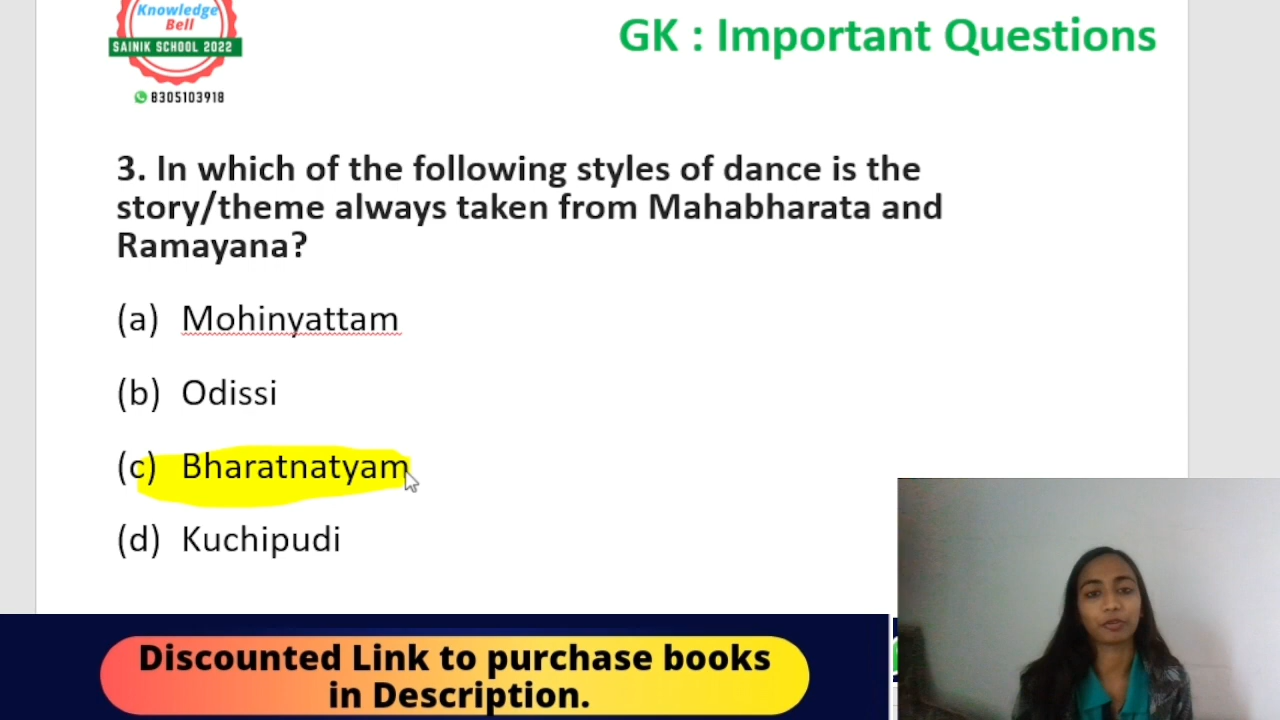 Knowledge
Bell
SAINIK SCHOOL 2022
8305103918
GK : Important Questions
3. In which of the following styles of dance is the
story/theme always taken from Mahabharata and
Ramayana?
(a) Mohinyattam
(b) Odissi
(c) Bharatnatyam
(d) Kuchipudi
Discounted Link to purchase books
in Description.